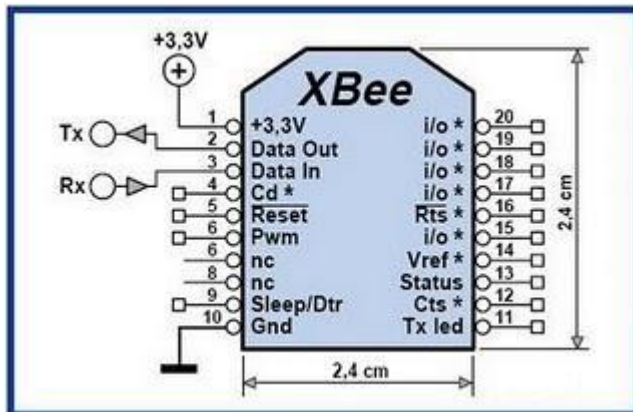 +3,3V
XBee
1 +3,3V i/o * 20
Tx 2 Data Out i/o * 19
3 Data In i/o * 18
Rx 4 Cd * i/o * 17
5 Reset Rts * 16
6 Pwm i/o * 15
6 nc Vref * 14
8 nc Status 13
9 Sleep/Dtr Cts * 12
10 Gnd Tx led 11
2,4 cm
2,4 cm